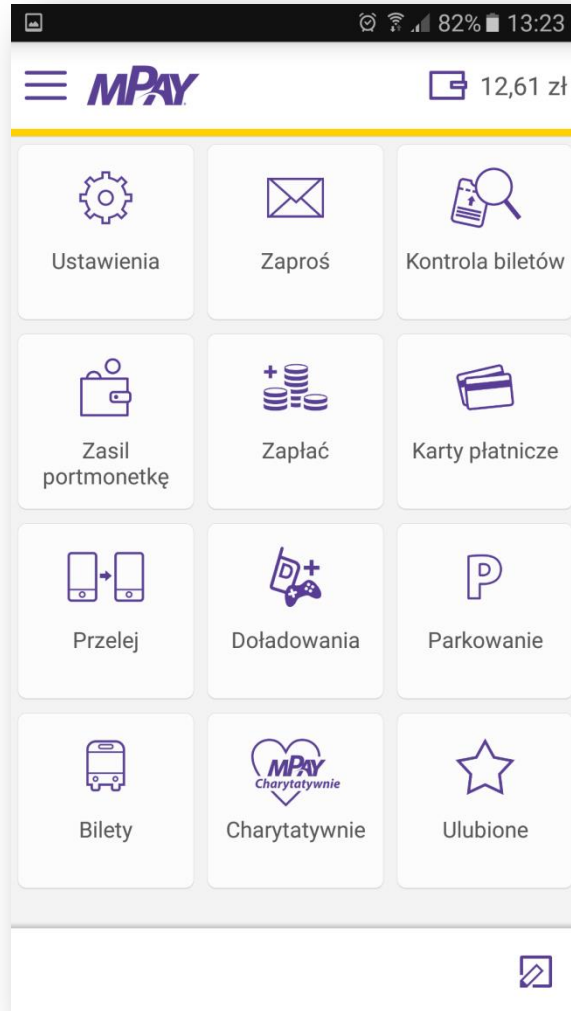 82% 13:23
MPAY 12,61 zł
Ustawienia Zaproś Kontrola biletów
Zasil
portmonetkę
Zapłać Karty płatnicze
Przelej Doładowania Parkowanie
Bilety
MPAY
Charytatywnie
Charytatywnie Ulubione